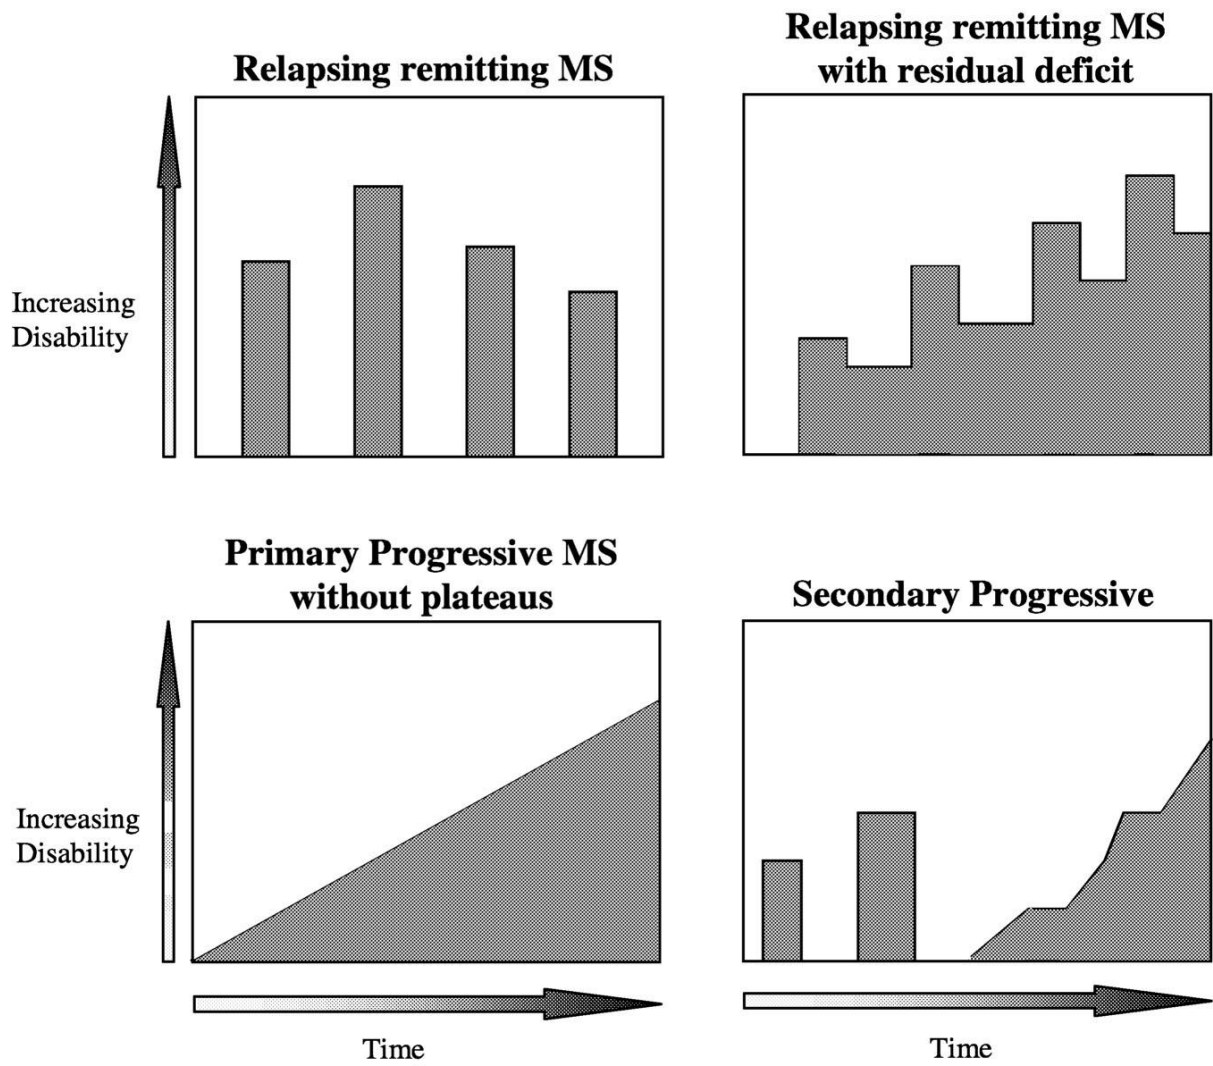 Relapsing remitting MS
Relapsing remitting MS
with residual deficit
Increasing
Disability
Primary Progressive MS
without plateaus
Secondary Progressive
Increasing
Disability
Time
Time